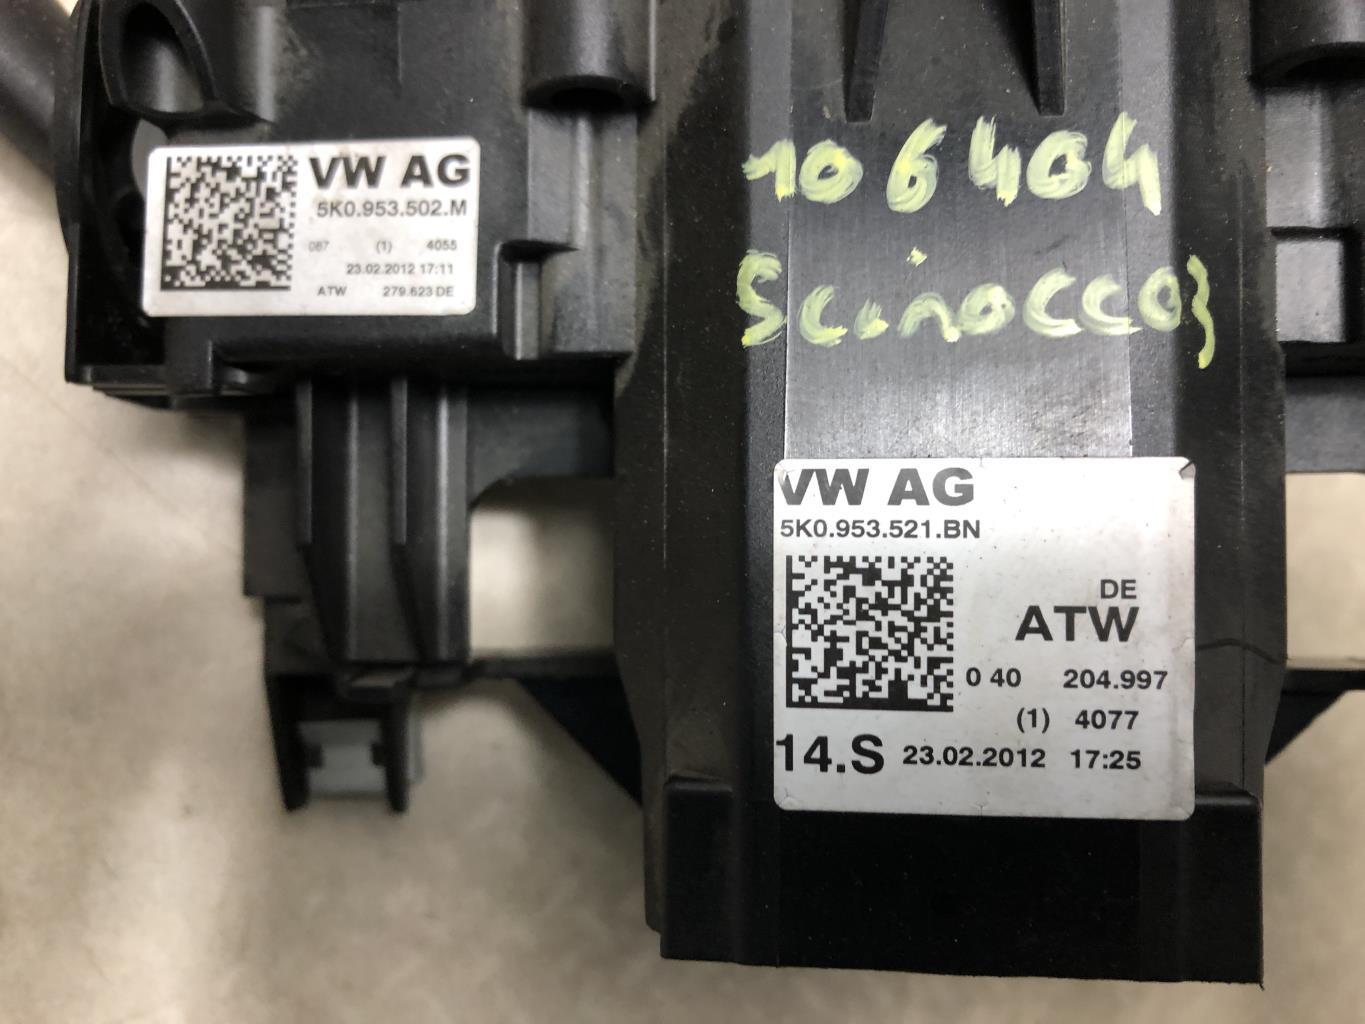 VW AG
5K0.953.502.M
087 (1) 4055
23.02.2012 17:11
ATW 279.623 DE
106404
Scirocco3
VW AG
5K0.953.521.BN
DE
ATW
0 40 204.997
(1) 4077
14.S 23.02.2012 17:25